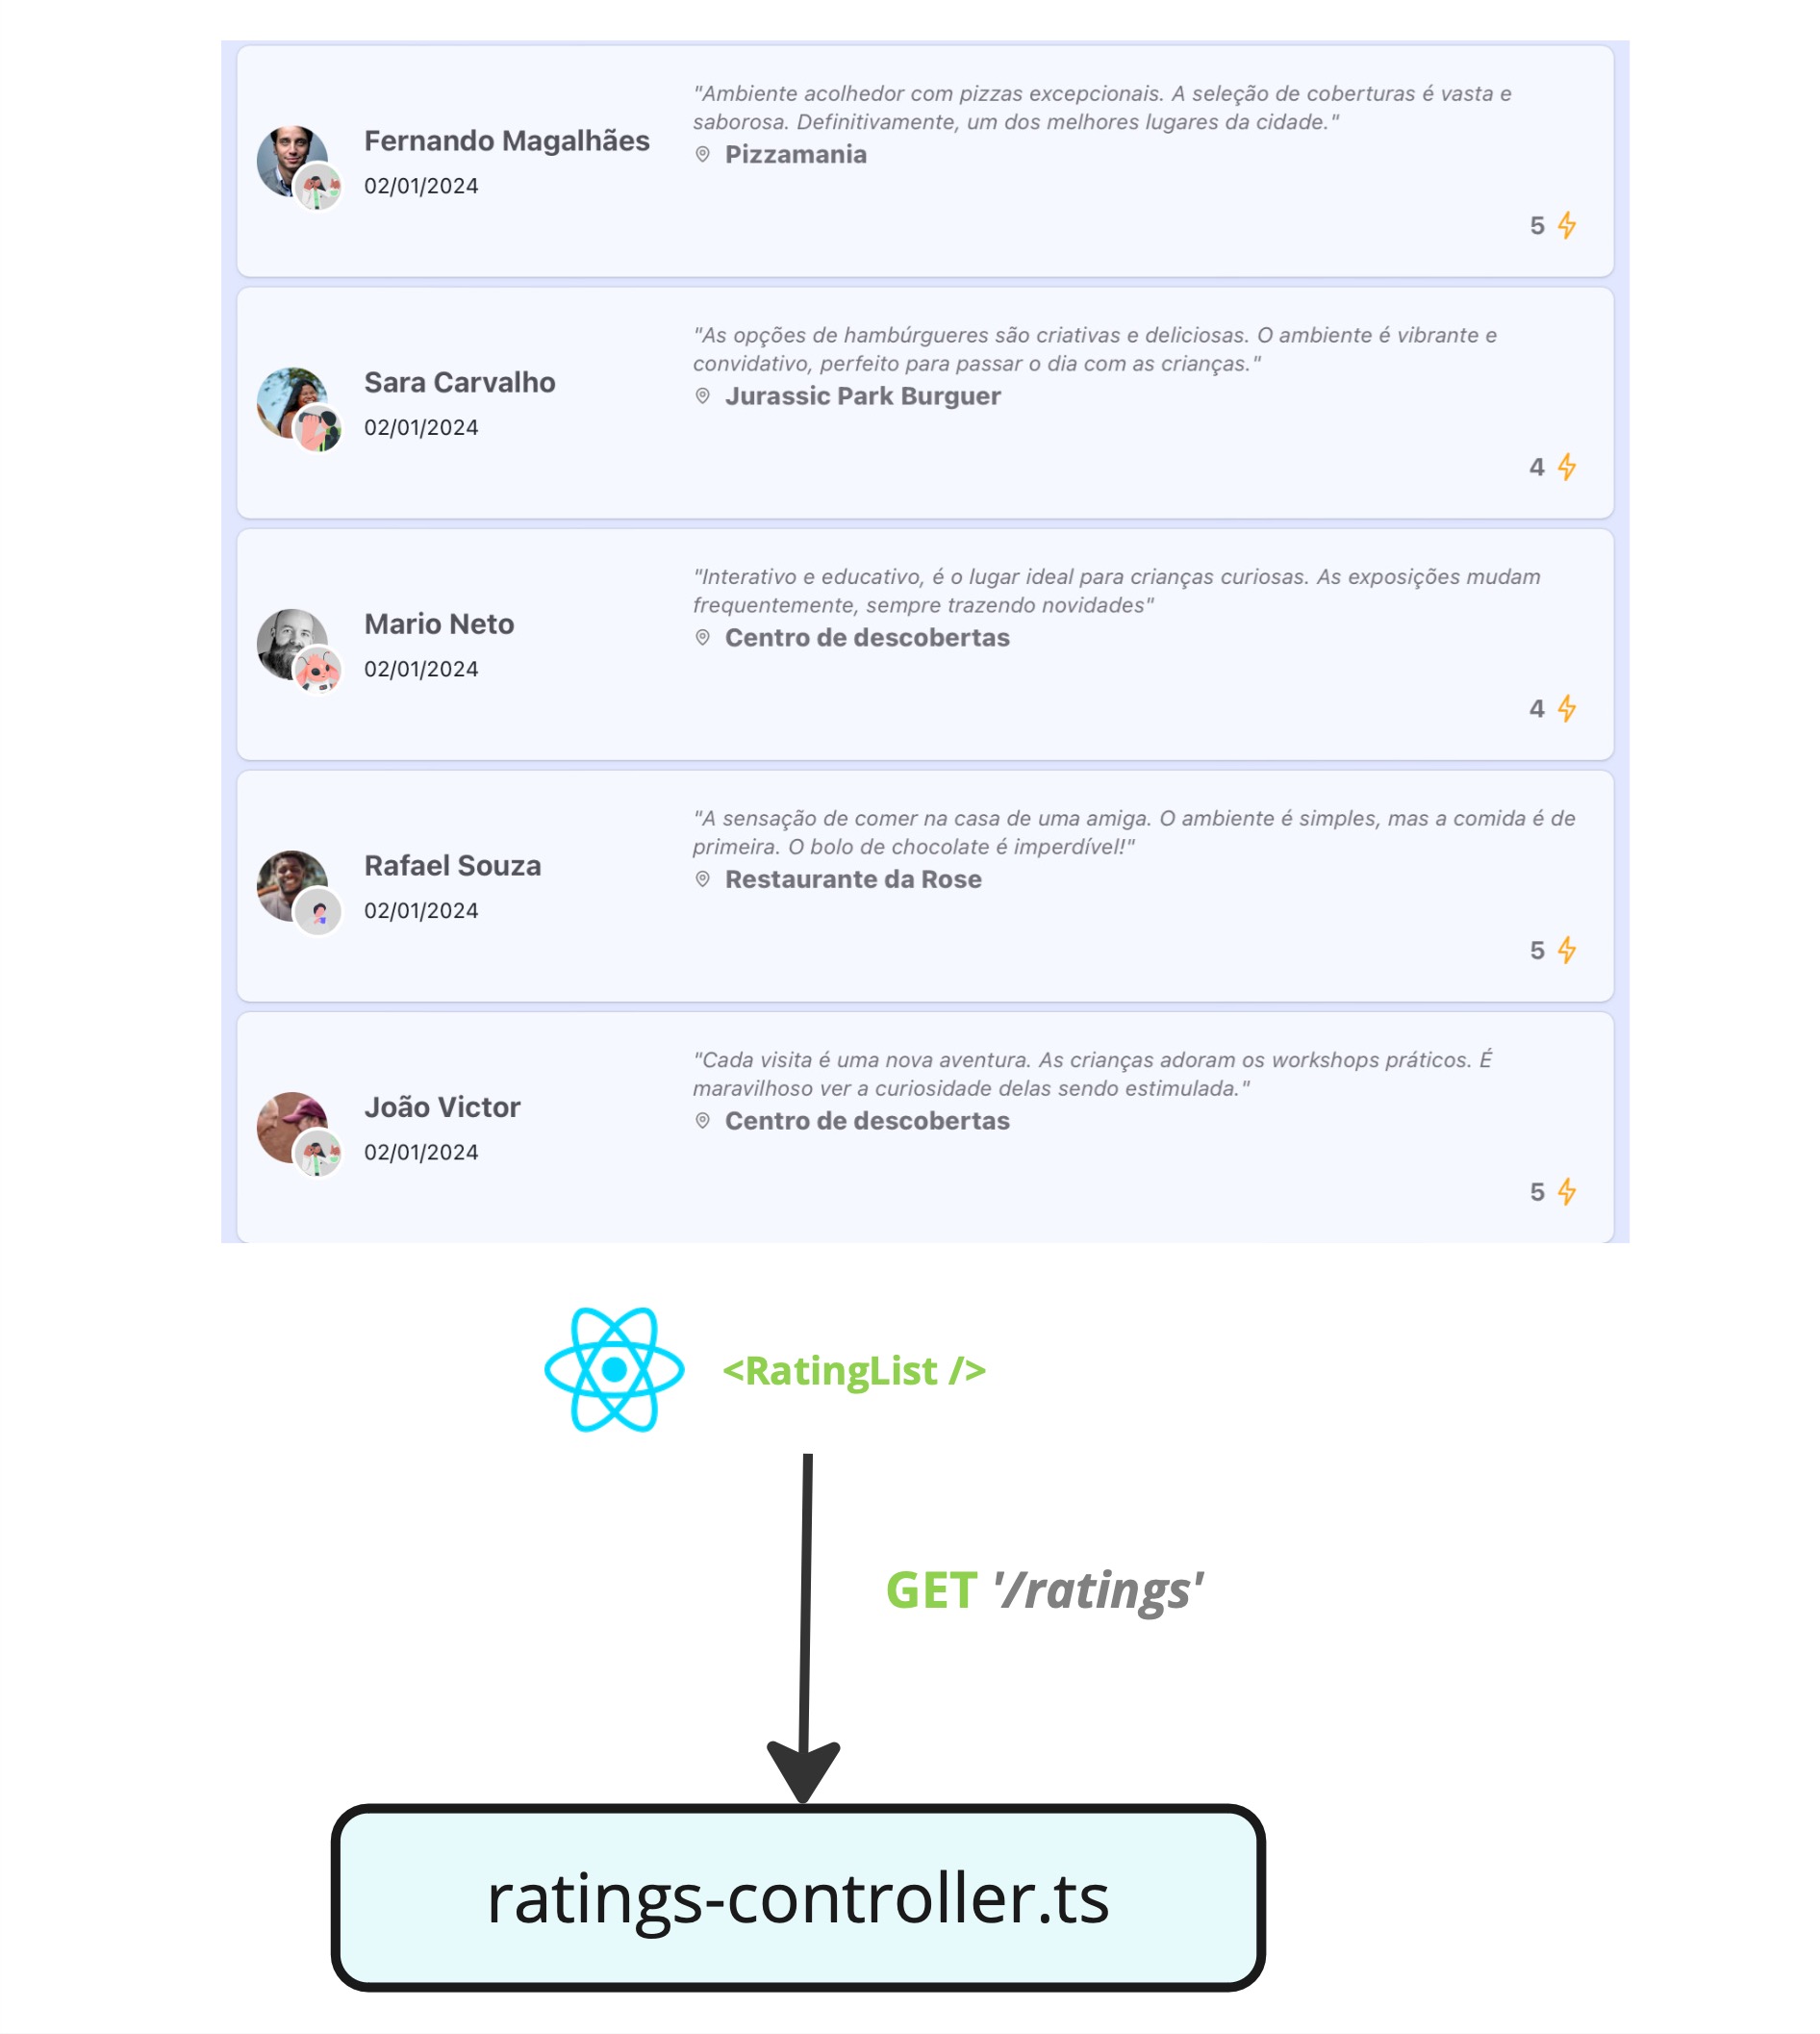 "Ambiente acolhedor com pizzas excepcionais. A seleção de coberturas é vasta e
saborosa. Definitivamente, um dos melhores lugares da cidade."
Fernando Magalhães
Pizzamania
02/01/2024
5
"As opções de hambúrgueres são criativas e deliciosas. O ambiente é vibrante e
convidativo, perfeito para passar o dia com as crianças."
Sara Carvalho
Jurassic Park Burguer
02/01/2024
4
"Interativo e educativo, é o lugar ideal para crianças curiosas. As exposições mudam
frequentemente, sempre trazendo novidades"
Mario Neto
Centro de descobertas
02/01/2024
4
"A sensação de comer na casa de uma amiga. O ambiente é simples, mas a comida é de
primeira. O bolo de chocolate é imperdível!"
Rafael Souza
Restaurante da Rose
02/01/2024
5
"Cada visita é uma nova aventura. As crianças adoram os workshops práticos. É
maravilhoso ver a curiosidade delas sendo estimulada."
João Victor
Centro de descobertas
02/01/2024
5
<RatingList />
GET '/ratings'
ratings-controller.ts